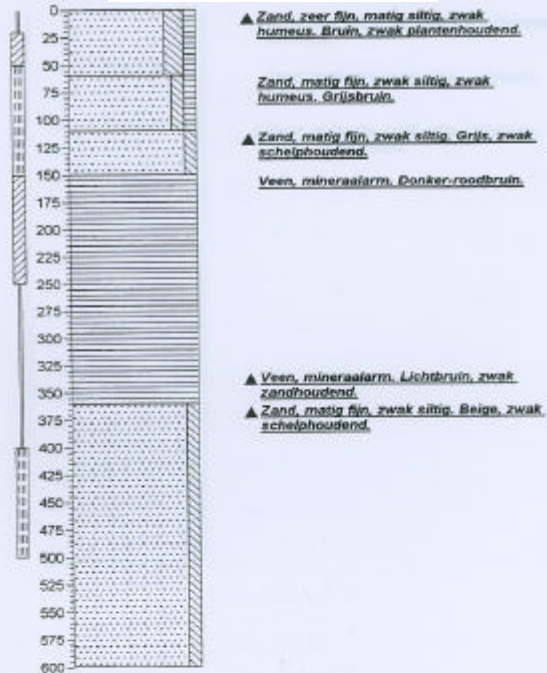 0
▲ Zand, zeer fijn, matig siltig, zwak
humeus. Bruin, zwak plantenhoudend.
25
50
75
Zand, matig fijn, zwak siltig, zwak
humeus. Grijsbruin.
100
125
▲ Zand, matig fijn, zwak siltig. Grijs, zwak
schelphoudend.
150
Veen, mineraalarm. Donker-roodbruin.
175
200
225
250
275
300
325
350
▲ Veen, mineraalarm. Lichtbruin, zwak
zandhoudend.
375
▲ Zand, matig fijn, zwak siltig. Beige, zwak
schelphoudend.
400
425
450
475
500
525
550
575
600